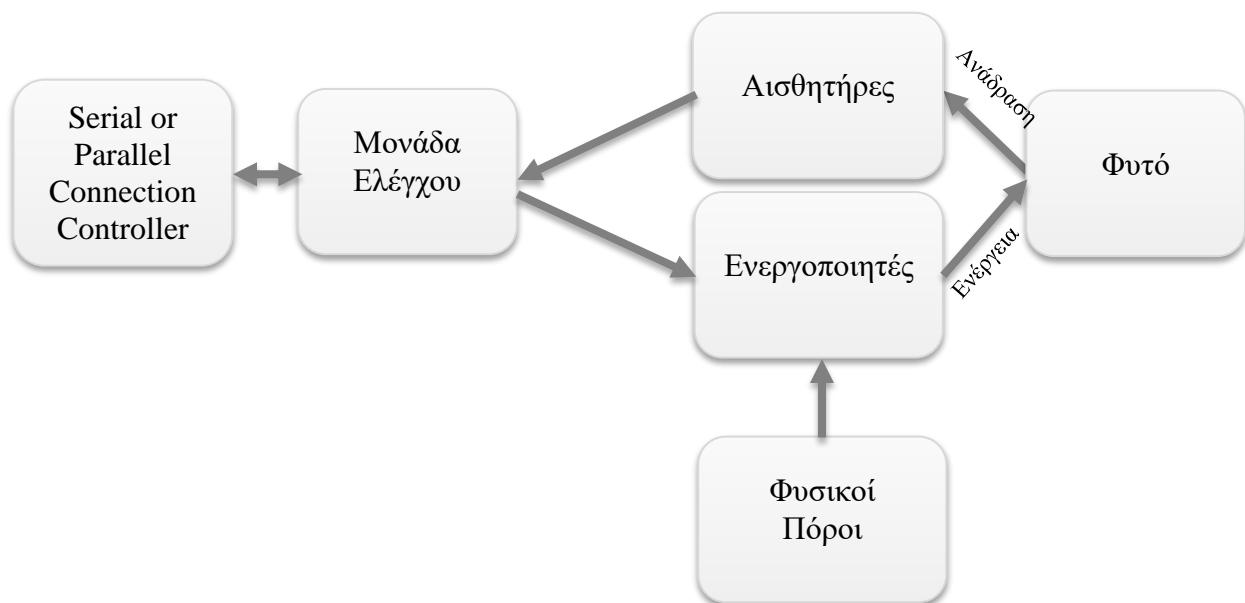 Serial or
Parallel
Connection
Controller
Μονάδα
Ελέγχου
Αισθητήρες
Ανάδραση
Φυτό
Ενεργοποιητές
Ενέργεια
Φυσικοί
Πόροι